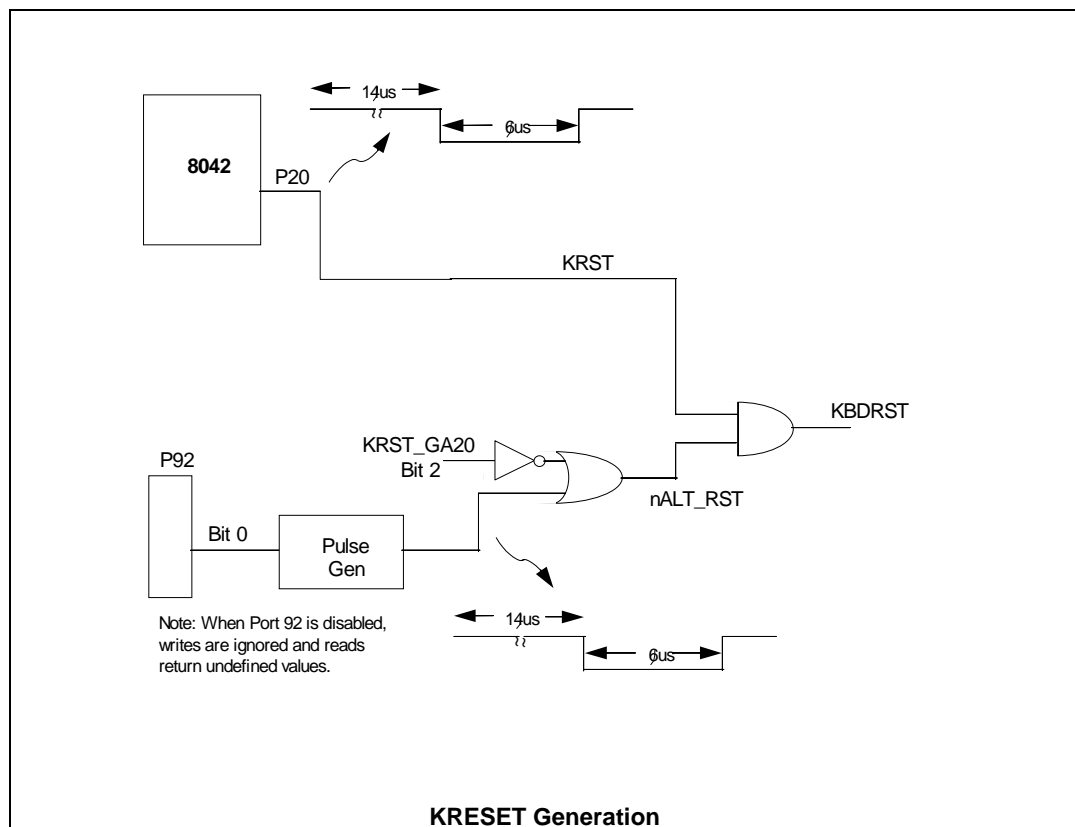 14us
6us
8042
P20
KRST
KBDRST
KRST_GA20
Bit 2
nALT_RST
P92
Bit 0
Pulse
Gen
14us
6us
Note: When Port 92 is disabled,
writes are ignored and reads
return undefined values.
KRESET Generation